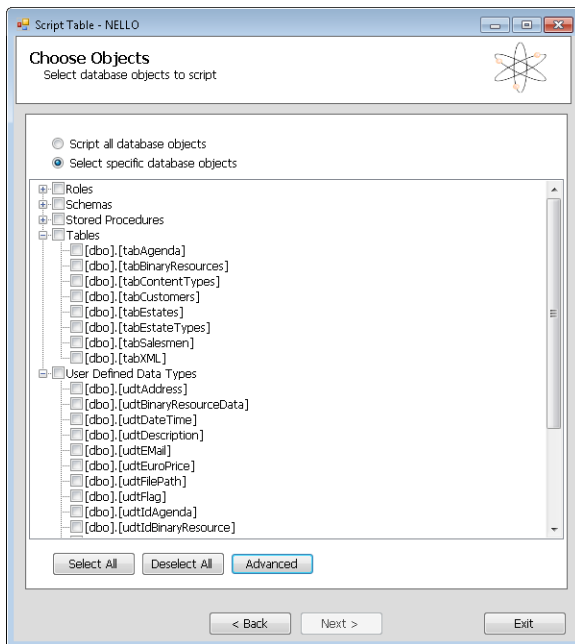 Script Table - NELLO
Choose Objects
Select database objects to script
Script all database objects
Select specific database objects
Roles
Schemas
Stored Procedures
Tables
[dbo].[tabAgenda]
[dbo].[tabBinaryResources]
[dbo].[tabContentTypes]
[dbo].[tabCustomers]
[dbo].[tabEstates]
[dbo].[tabEstateTypes]
[dbo].[tabSalesmen]
[dbo].[tabXML]
User Defined Data Types
[dbo].[udtAddress]
[dbo].[udtBinaryResourceData]
[dbo].[udtDateTime]
[dbo].[udtDescription]
[dbo].[udtEMail]
[dbo].[udtEuroPrice]
[dbo].[udtFilePath]
[dbo].[udtFlag]
[dbo].[udtIdAgenda]
[dbo].[udtIdBinaryResource]
Select All Deselect All Advanced
< Back Next > Exit